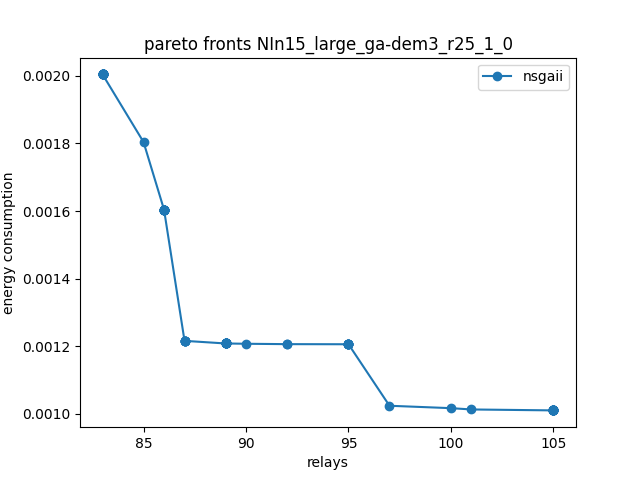 pareto fronts NIn15_large_ga-dem3_r25_1_0
nsgaii
0.0020
0.0018
0.0016
0.0014
0.0012
0.0010
energy consumption
85 90 95 100 105
relays